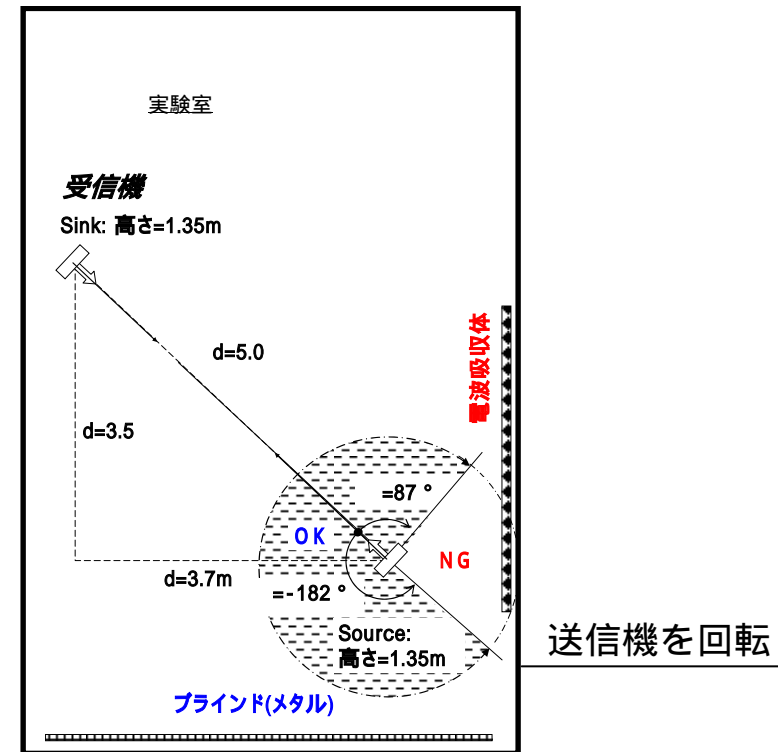 実験室
受信機
Sink: 高さ=1.35m
d=5.0
電波吸収体
d=3.5
=87 °
OK
NG
d=3.7m
=-182 °
Source:
高さ=1.35m
送信機を回転
ブラインド(メタル)